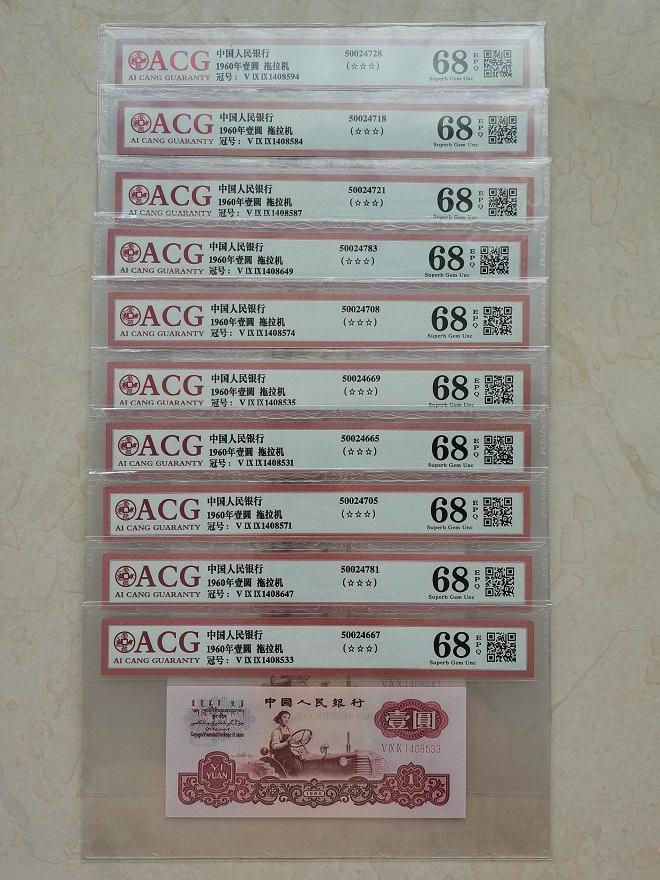 ACG
AI CANG GUARANTY
中国人民银行
1960年壹圆 拖拉机
冠号: V IX IX1408594
50024728
(☆☆☆)
68
EPQ
Superb Gem Unc
ACG
AI CANG GUARANTY
中国人民银行
1960年壹圆 拖拉机
冠号: V IX IX1408584
50024718
(☆☆☆)
68
EPQ
Superb Gem Unc
ACG
AI CANG GUARANTY
中国人民银行
1960年壹圆 拖拉机
冠号: V IX IX1408587
50024721
(☆☆☆)
68
EPQ
Superb Gem Unc
ACG
AI CANG GUARANTY
中国人民银行
1960年壹圆 拖拉机
冠号: V IX IX1408649
50024783
(☆☆☆)
68
EPQ
Superb Gem Unc
ACG
AI CANG GUARANTY
中国人民银行
1960年壹圆 拖拉机
冠号: V IX IX1408574
50024708
(☆☆☆)
68
EPQ
Superb Gem Unc
ACG
AI CANG GUARANTY
中国人民银行
1960年壹圆 拖拉机
冠号: V IX IX1408535
50024669
(☆☆☆)
68
EPQ
Superb Gem Unc
ACG
AI CANG GUARANTY
中国人民银行
1960年壹圆 拖拉机
冠号: V IX IX1408531
50024665
(☆☆☆)
68
EPQ
Superb Gem Unc
ACG
AI CANG GUARANTY
中国人民银行
1960年壹圆 拖拉机
冠号: V IX IX1408571
50024705
(☆☆☆)
68
EPQ
Superb Gem Unc
ACG
AI CANG GUARANTY
中国人民银行
1960年壹圆 拖拉机
冠号: V IX IX1408647
50024781
(☆☆☆)
68
EPQ
Superb Gem Unc
ACG
AI CANG GUARANTY
中国人民银行
1960年壹圆 拖拉机
冠号: V IX IX1408533
50024667
(☆☆☆)
68
EPQ
Superb Gem Unc
V IX IX 1408647
中國人民银行
壹圓
V IX IX 1408533
YI
YUAN
1960
1